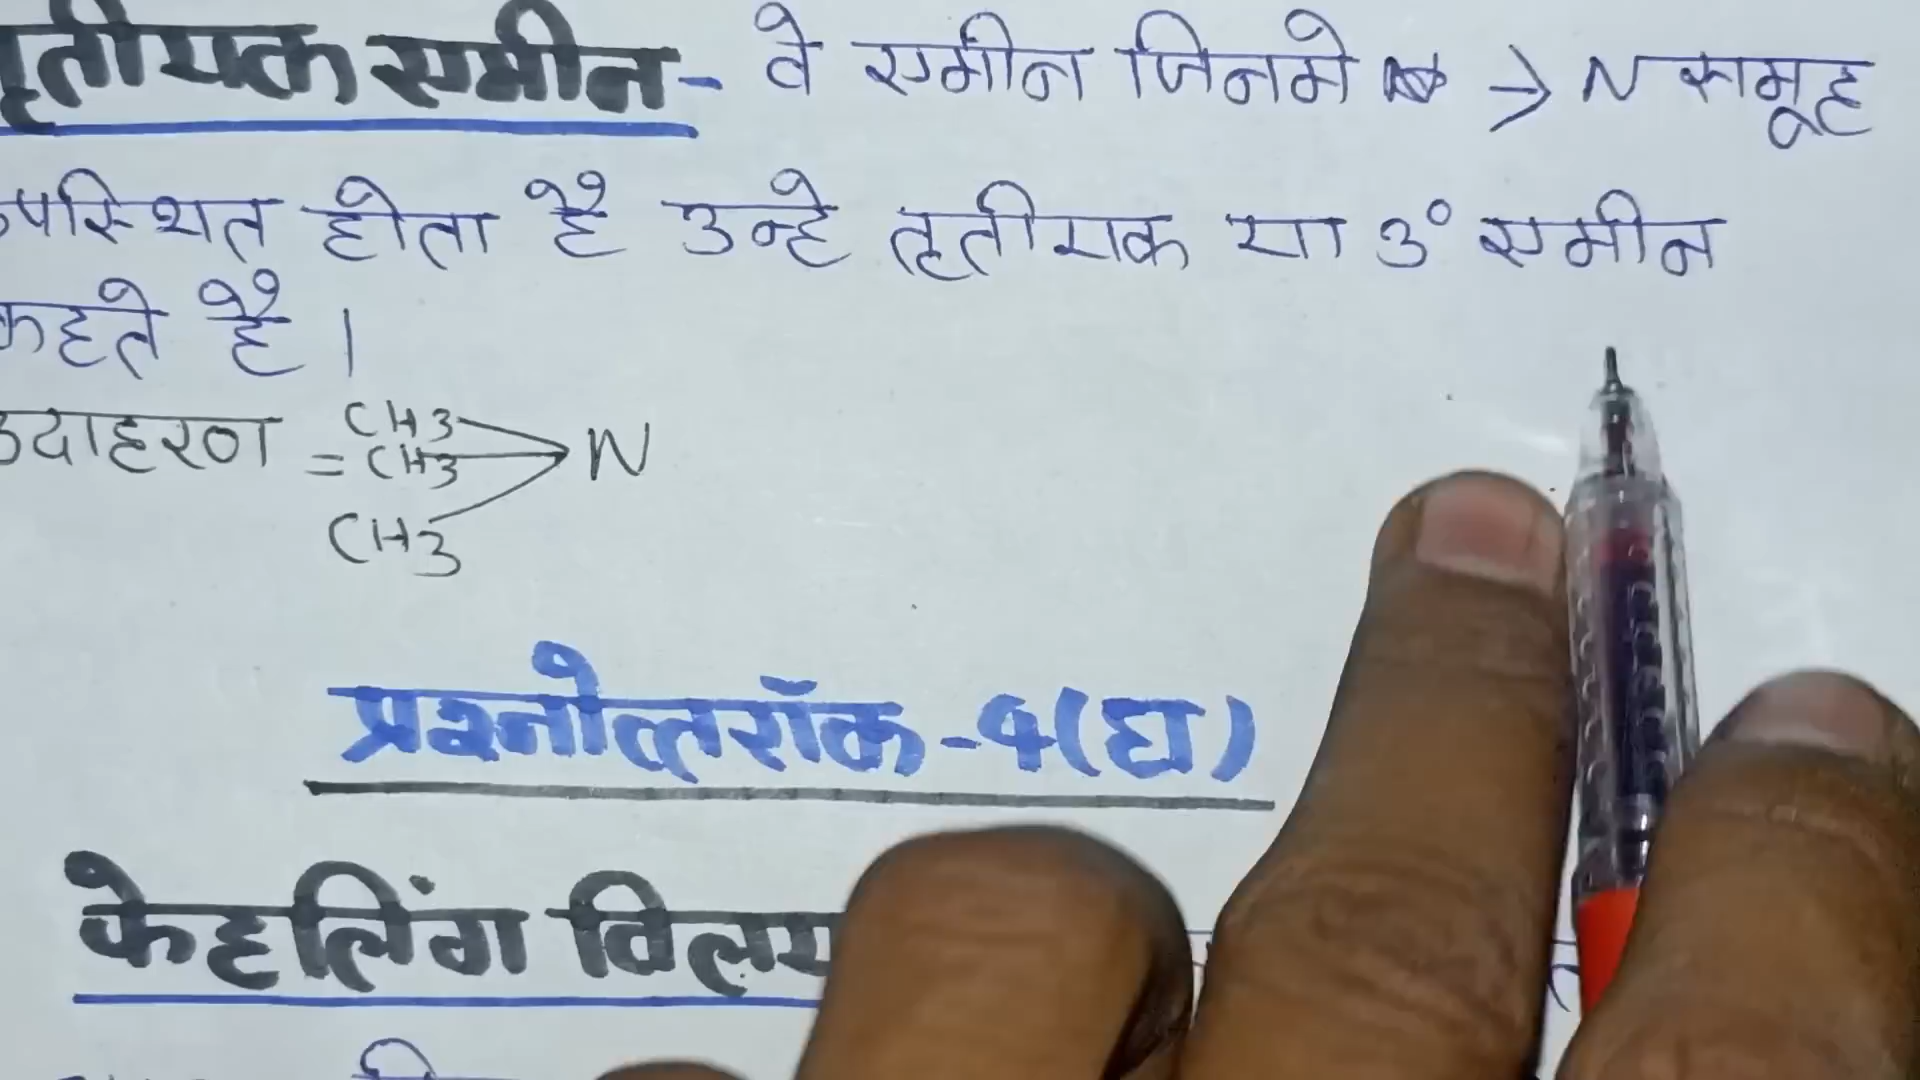 तृतीयक एमीन - वे एमीन जिनमे → N समूह
उपस्थित होता है उन्हे तृतीयक या 3° एमीन
कहते है ।
उदाहरण = CH3
CH3 N
CH3
प्रश्नोत्तरॉक - 4 (घ)
फेहलिंग